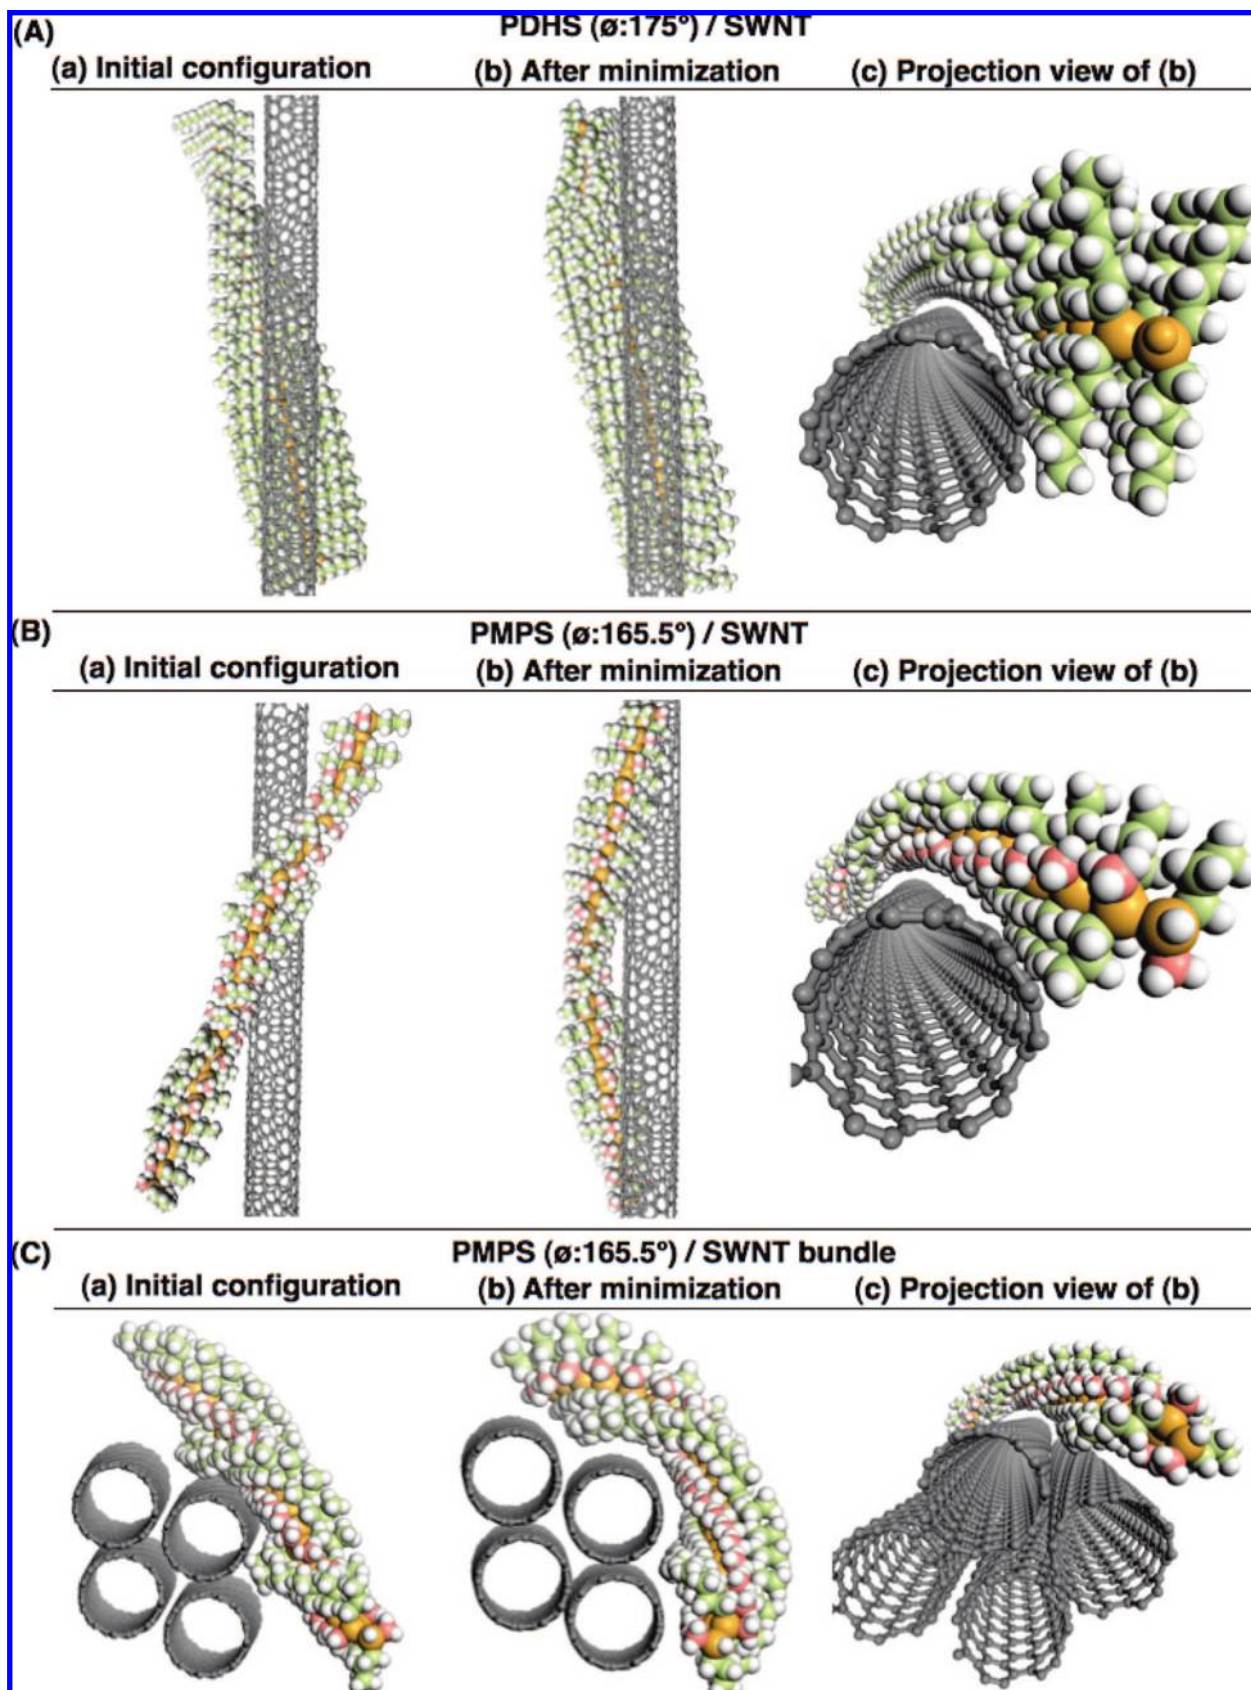 (A)
PDHS (ø:175°) / SWNT
(a) Initial configuration
(b) After minimization
(c) Projection view of (b)
(B)
PMPS (ø:165.5°) / SWNT
(a) Initial configuration
(b) After minimization
(c) Projection view of (b)
(C)
PMPS (ø:165.5°) / SWNT bundle
(a) Initial configuration
(b) After minimization
(c) Projection view of (b)